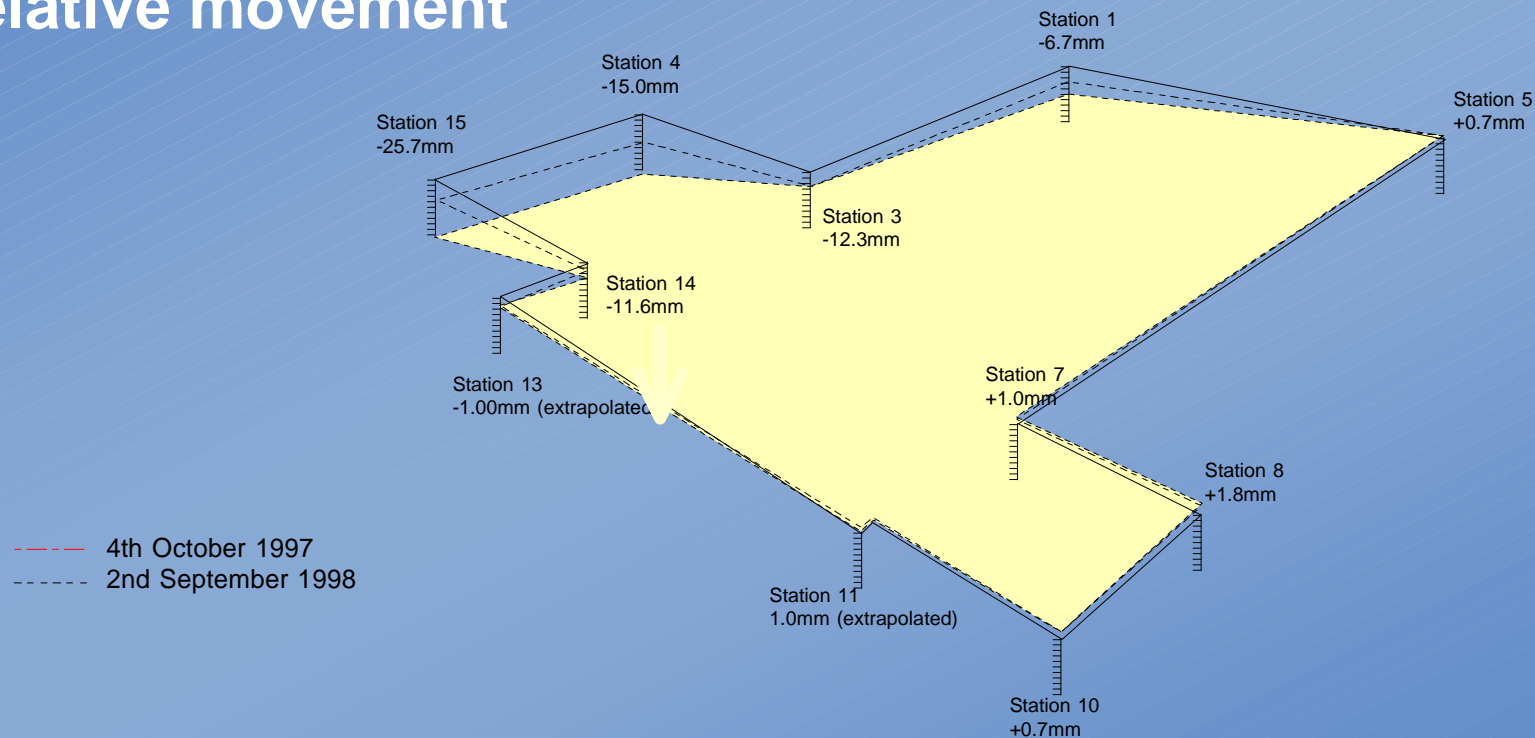 elative movement
Station 1
-6.7mm
Station 4
-15.0mm
Station 5
+0.7mm
Station 15
-25.7mm
Station 3
-12.3mm
Station 14
-11.6mm
Station 7
+1.0mm
Station 13
-1.00mm (extrapolated
Station 8
+1.8mm
4th October 1997
2nd September 1998
Station 11
1.0mm (extrapolated)
Station 10
+0.7mm